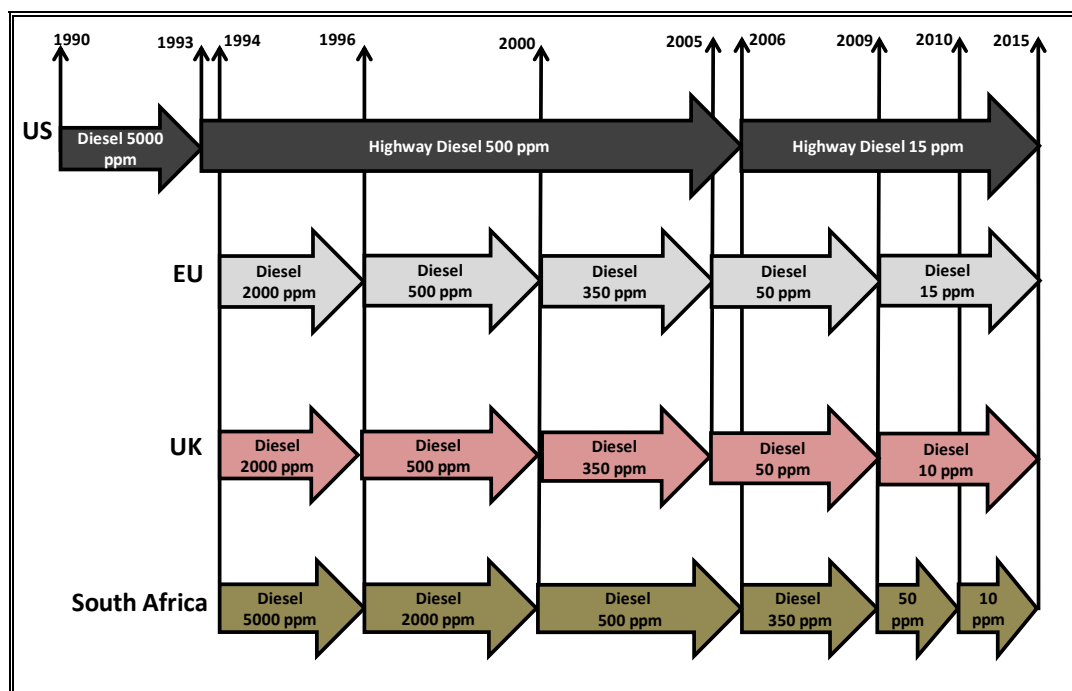 1990 1993 1994 1996 2000 2005 2006 2009 2010 2015
US
Diesel 5000
ppm
Highway Diesel 500 ppm
Highway Diesel 15 ppm
EU
Diesel
2000 ppm
Diesel
500 ppm
Diesel
350 ppm
Diesel
50 ppm
Diesel
15 ppm
UK
Diesel
2000 ppm
Diesel
500 ppm
Diesel
350 ppm
Diesel
50 ppm
Diesel
10 ppm
South Africa
Diesel
5000 ppm
Diesel
2000 ppm
Diesel
500 ppm
Diesel
350 ppm
50
ppm
10
ppm